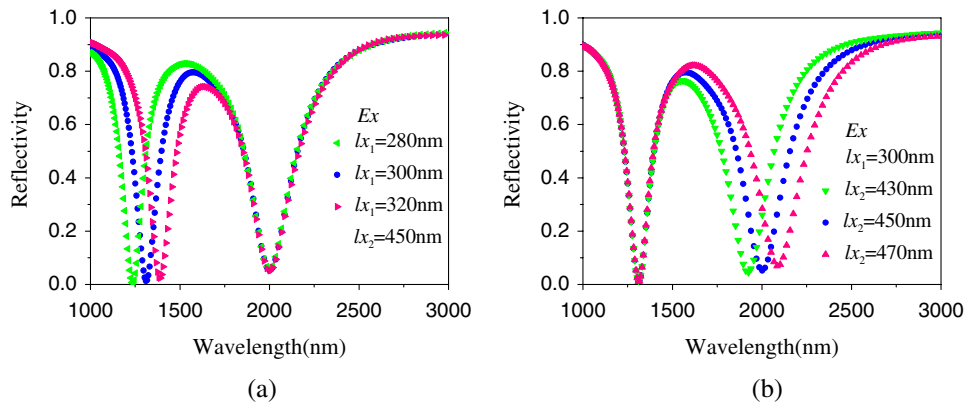 1.0
0.8
0.6
0.4
0.2
0.0
Reflectivity
1000 1500 2000 2500 3000
Wavelength(nm)
Ex
lx₁=280nm
lx₁=300nm
lx₁=320nm
lx₂=450nm
(a)
1.0
0.8
0.6
0.4
0.2
0.0
Reflectivity
1000 1500 2000 2500 3000
Wavelength(nm)
Ex
lx₁=300nm
lx₂=430nm
lx₂=450nm
lx₂=470nm
(b)